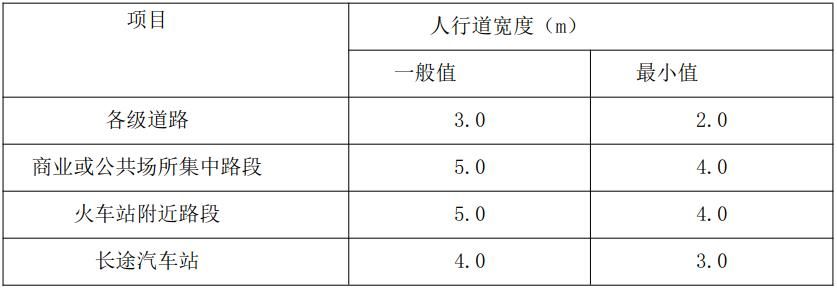 项目 人行道宽度（m）
一般值 最小值
各级道路 3.0 2.0
商业或公共场所集中路段 5.0 4.0
火车站附近路段 5.0 4.0
长途汽车站 4.0 3.0